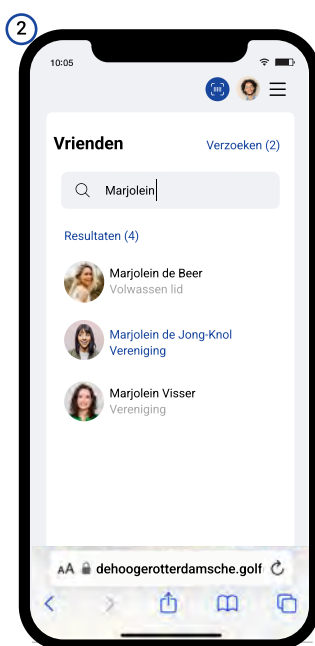 2
10:05
Vrienden
Verzoeken (2)
Marjolein
Resultaten (4)
Marjolein de Beer
Volwassen lid
Marjolein de Jong-Knol
Vereniging
Marjolein Visser
Vereniging
AA dehoogerotterdamsche.golf